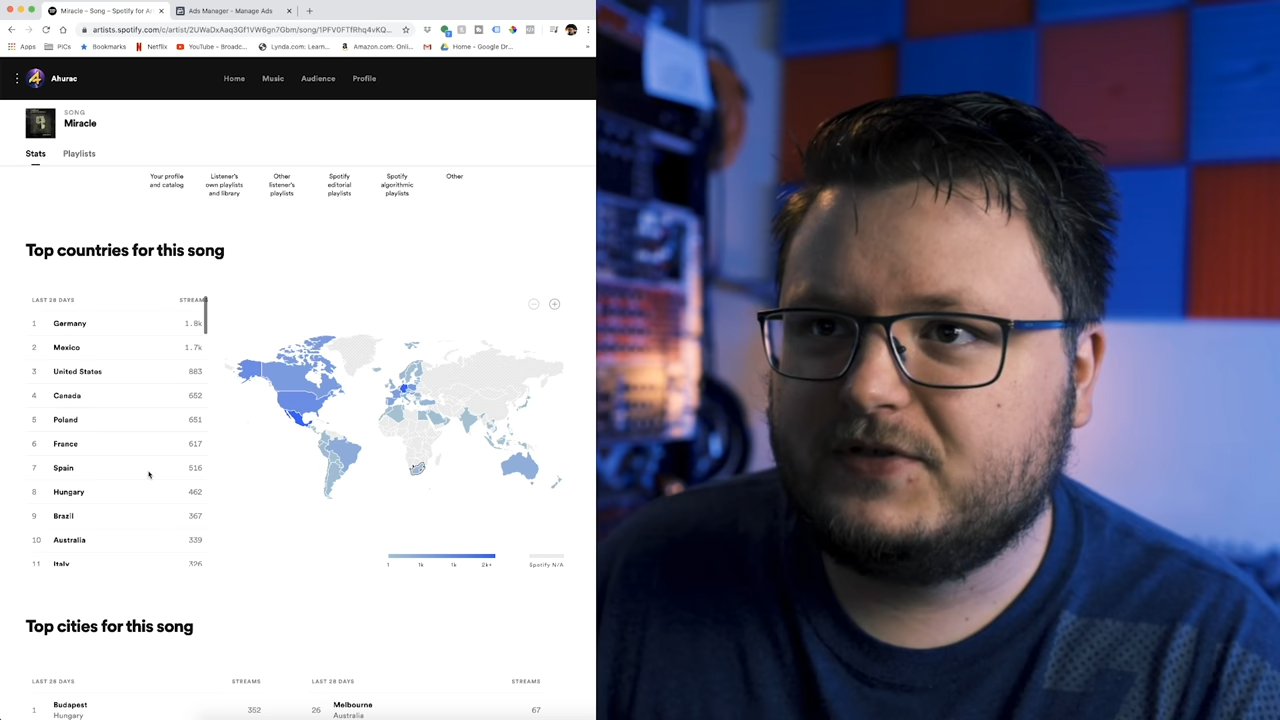 Miracle – Song – Spotify for Ar
Ads Manager - Manage Ads
artists.spotify.com/c/artist/2UWaDxAaq3Gf1VW6gn7Gbm/song/1PFV0FTfRhq4vKQ...
Apps
PICs
Bookmarks
Netflix
YouTube – Broadc...
Lynda.com: Learn...
Amazon.com: Onli...
Home - Google Dr...
Ahurac
Home
Music
Audience
Profile
SONG
Miracle
Stats
Playlists
Your profile
and catalog
Listener's
own playlists
and library
Other
listener's
playlists
Spotify
editorial
playlists
Spotify
algorithmic
playlists
Other
Top countries for this song
LAST 28 DAYS STREAMS
1 Germany 1.8k
2 Mexico 1.7k
3 United States 883
4 Canada 652
5 Poland 651
6 France 617
7 Spain 516
8 Hungary 462
9 Brazil 367
10 Australia 339
11 Italy 326
1 1k 1k 2k+ Spotify N/A
Top cities for this song
LAST 28 DAYS STREAMS LAST 28 DAYS STREAMS
1 Budapest 352 26 Melbourne 67
Hungary Australia